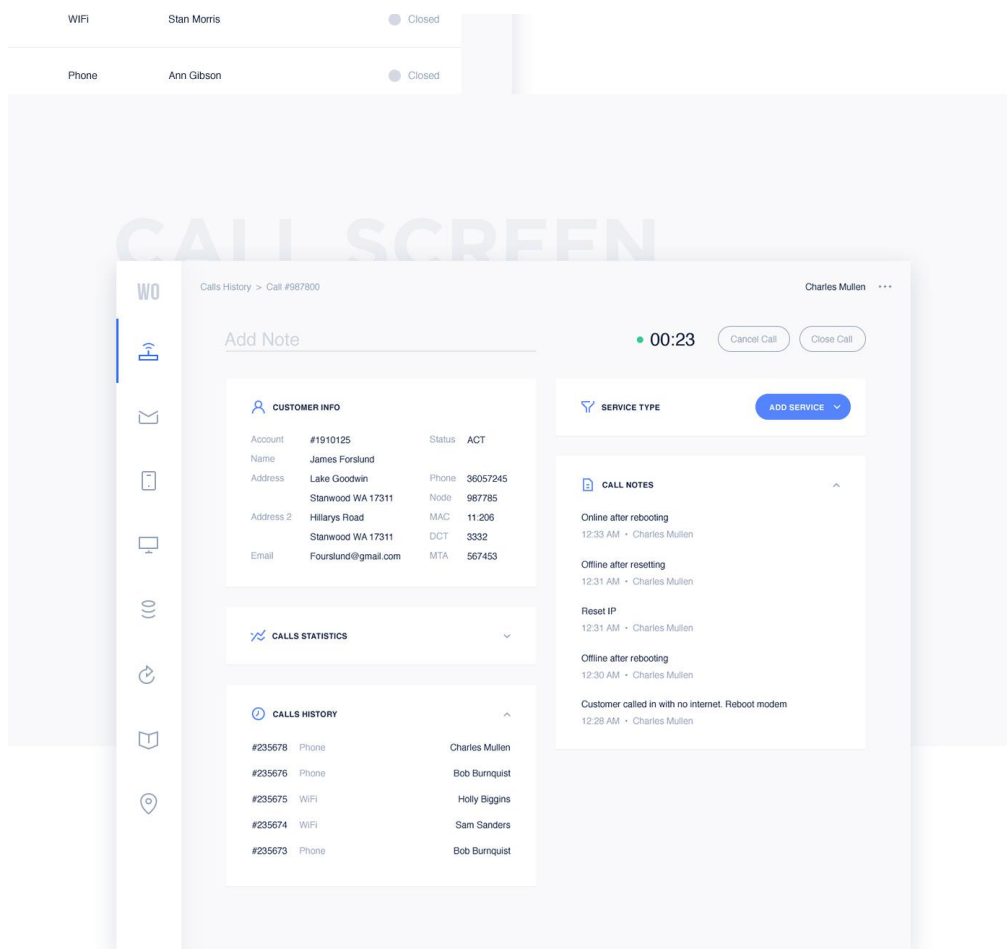 WIFi Stan Morris Closed
Phone Ann Gibson Closed
CALL SCREEN
WO
Calls History > Call #987800 Charles Mullen
Add Note 00:23 Cancel Call Close Call
CUSTOMER INFO
Account #1910125 Status ACT
Name James Forslund
Address Lake Goodwin Phone 36057245
Stanwood WA 17311 Node 987785
Address 2 Hillarys Road MAC 11:206
Stanwood WA 17311 DCT 3332
Email Fourslund@gmail.com MTA 567453
CALLS STATISTICS
CALLS HISTORY
#235678 Phone Charles Mullen
#235676 Phone Bob Burnquist
#235675 WiFi Holly Biggins
#235674 WiFi Sam Sanders
#235673 Phone Bob Burnquist
SERVICE TYPE ADD SERVICE
CALL NOTES
Online after rebooting
12:33 AM • Charles Mullen
Offline after resetting
12:31 AM • Charles Mullen
Reset IP
12:31 AM • Charles Mullen
Offline after rebooting
12:30 AM • Charles Mullen
Customer called in with no internet. Reboot modem
12:28 AM • Charles Mullen